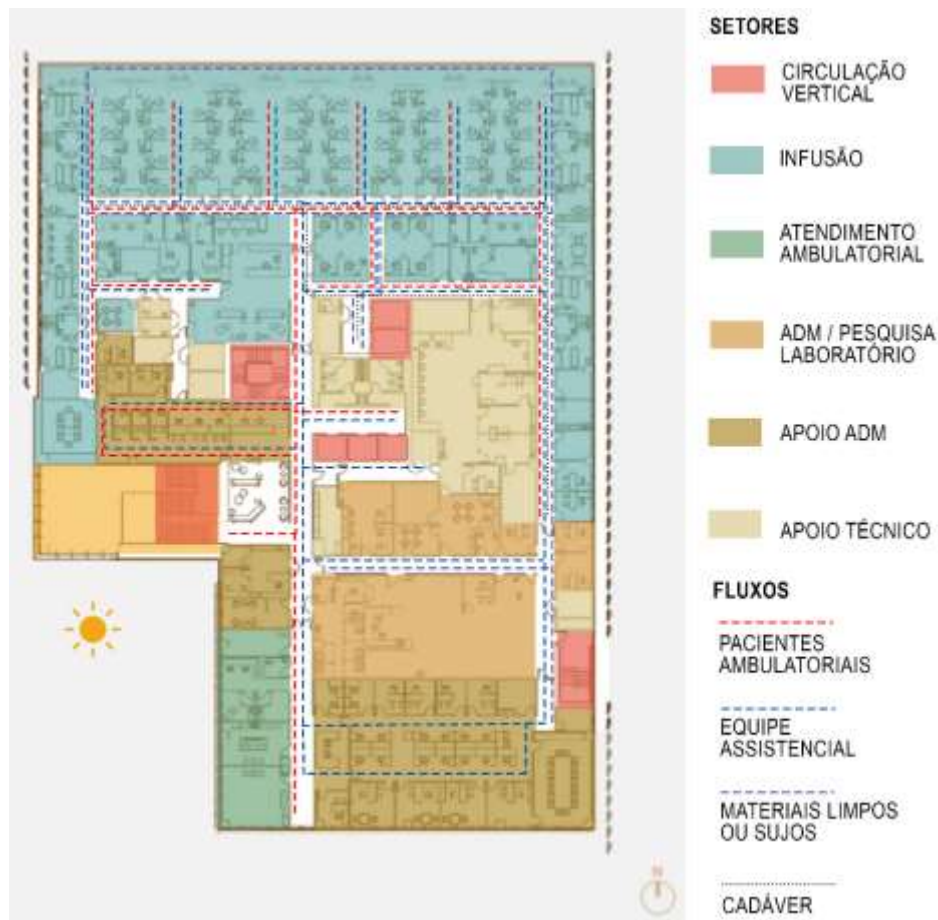 SETORES
CIRCULAÇÃO
VERTICAL
INFUSÃO
ATENDIMENTO
AMBULATORIAL
ADM / PESQUISA
LABORATÓRIO
APOIO ADM
APOIO TÉCNICO
FLUXOS
PACIENTES
AMBULATORIAIS
EQUIPE
ASSISTENCIAL
MATERIAIS LIMPOS
OU SUJOS
CADÁVER
N